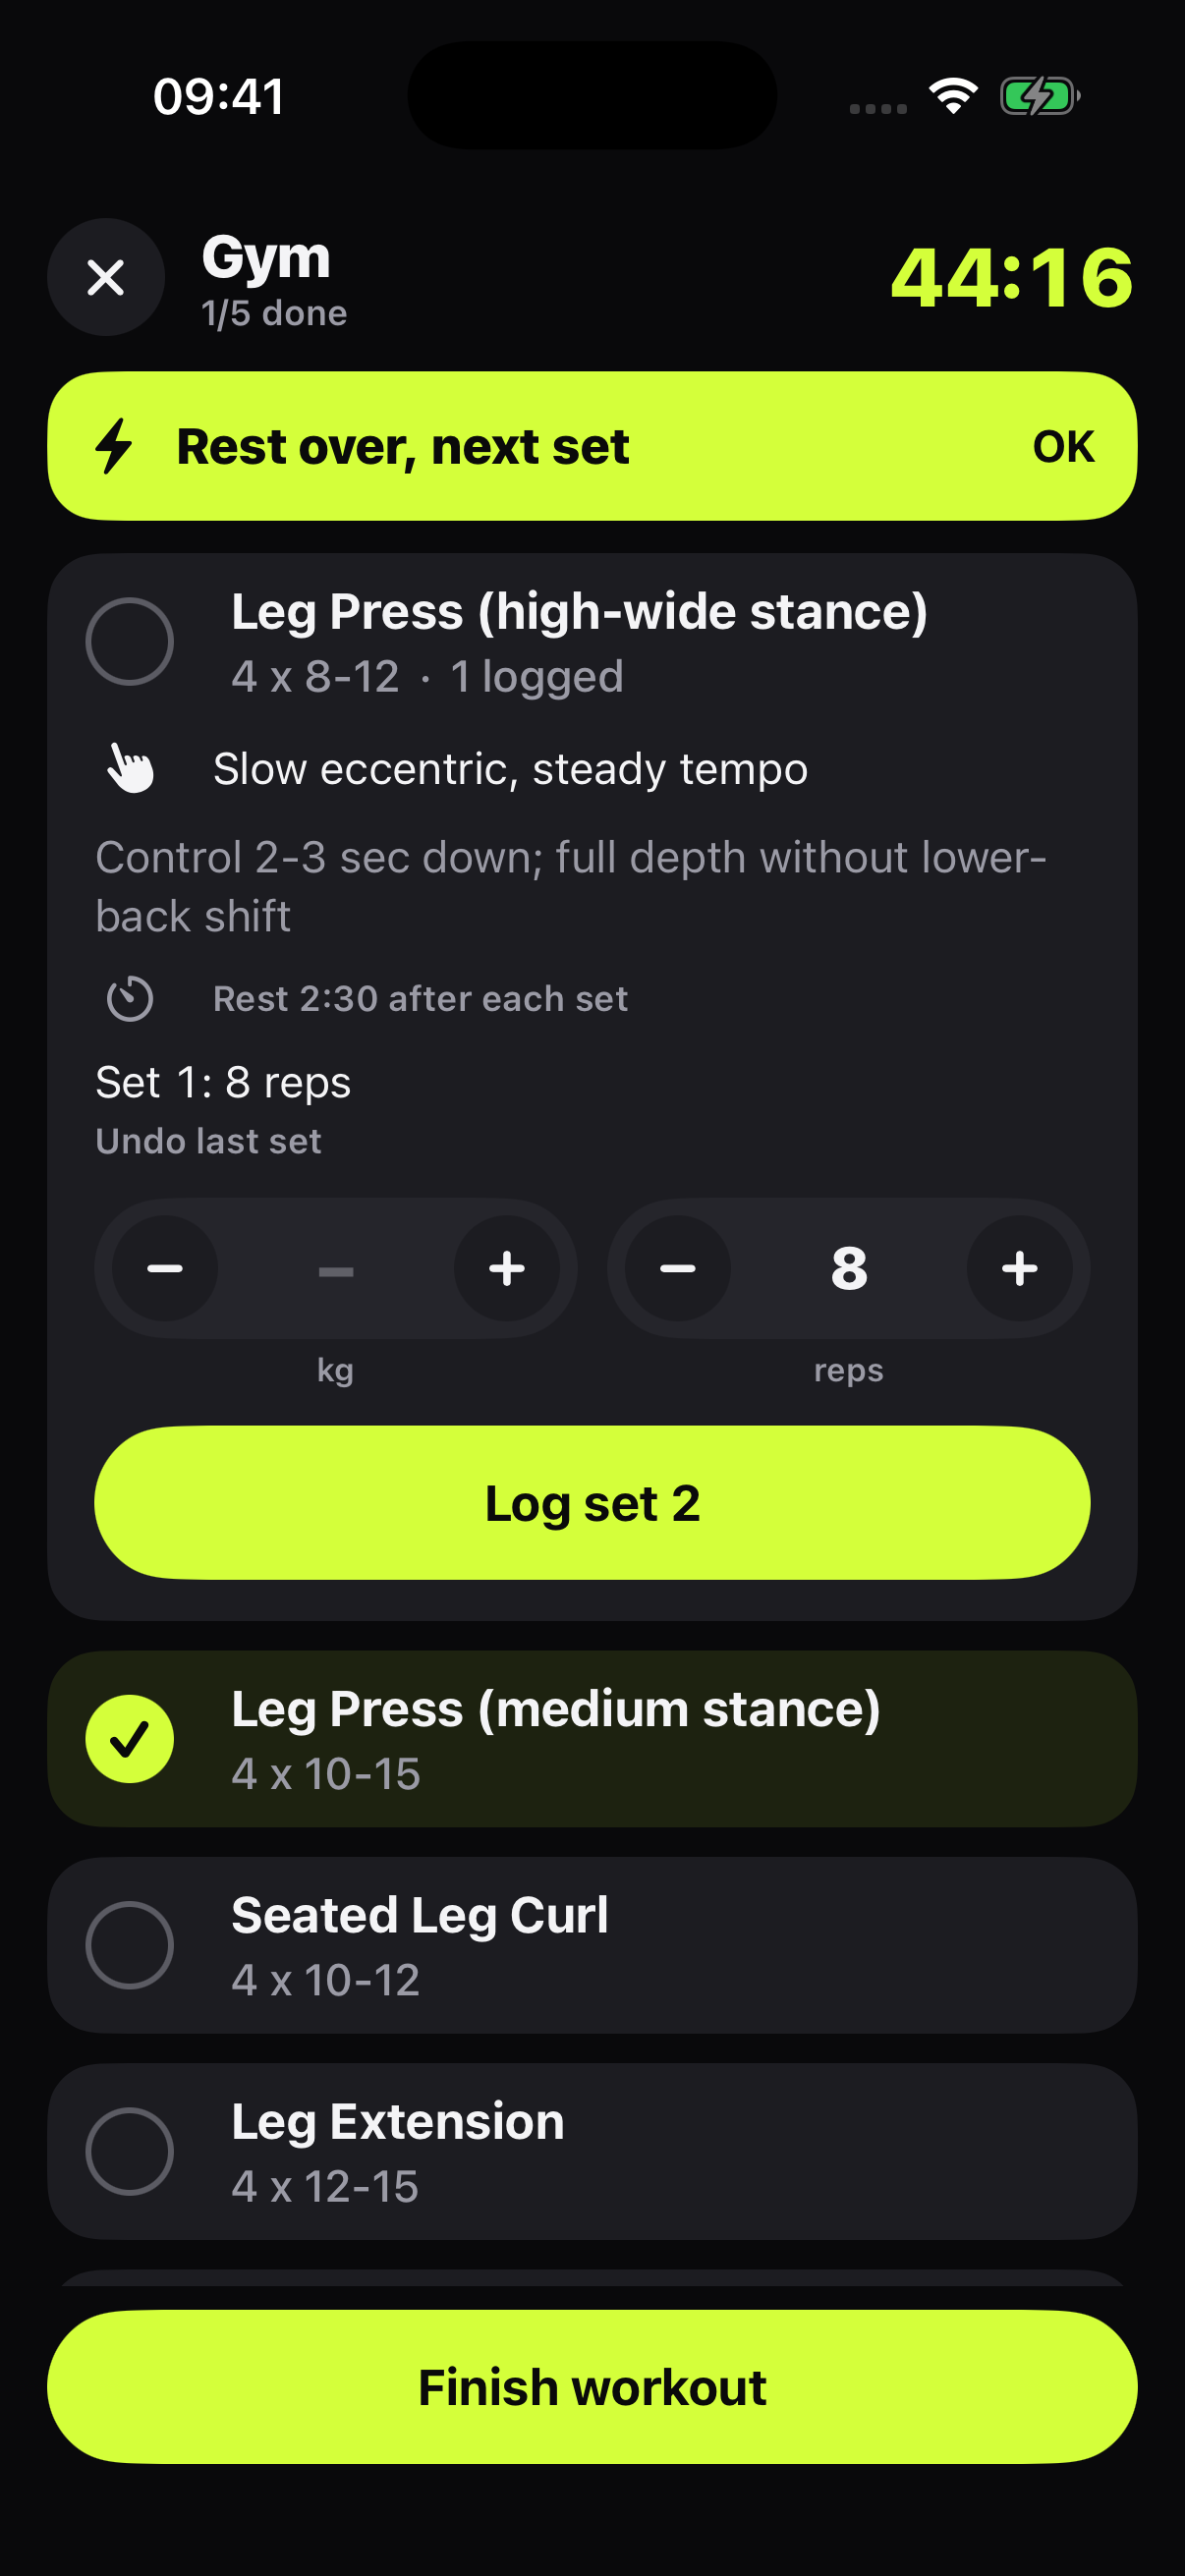 09:41
Gym
1/5 done
44:16
Rest over, next set
OK
Leg Press (high-wide stance)
4 x 8-12 · 1 logged
Slow eccentric, steady tempo
Control 2-3 sec down; full depth without lower-
back shift
Rest 2:30 after each set
Set 1: 8 reps
Undo last set
– 8
kg
reps
Log set 2
Leg Press (medium stance)
4 x 10-15
Seated Leg Curl
4 x 10-12
Leg Extension
4 x 12-15
Finish workout